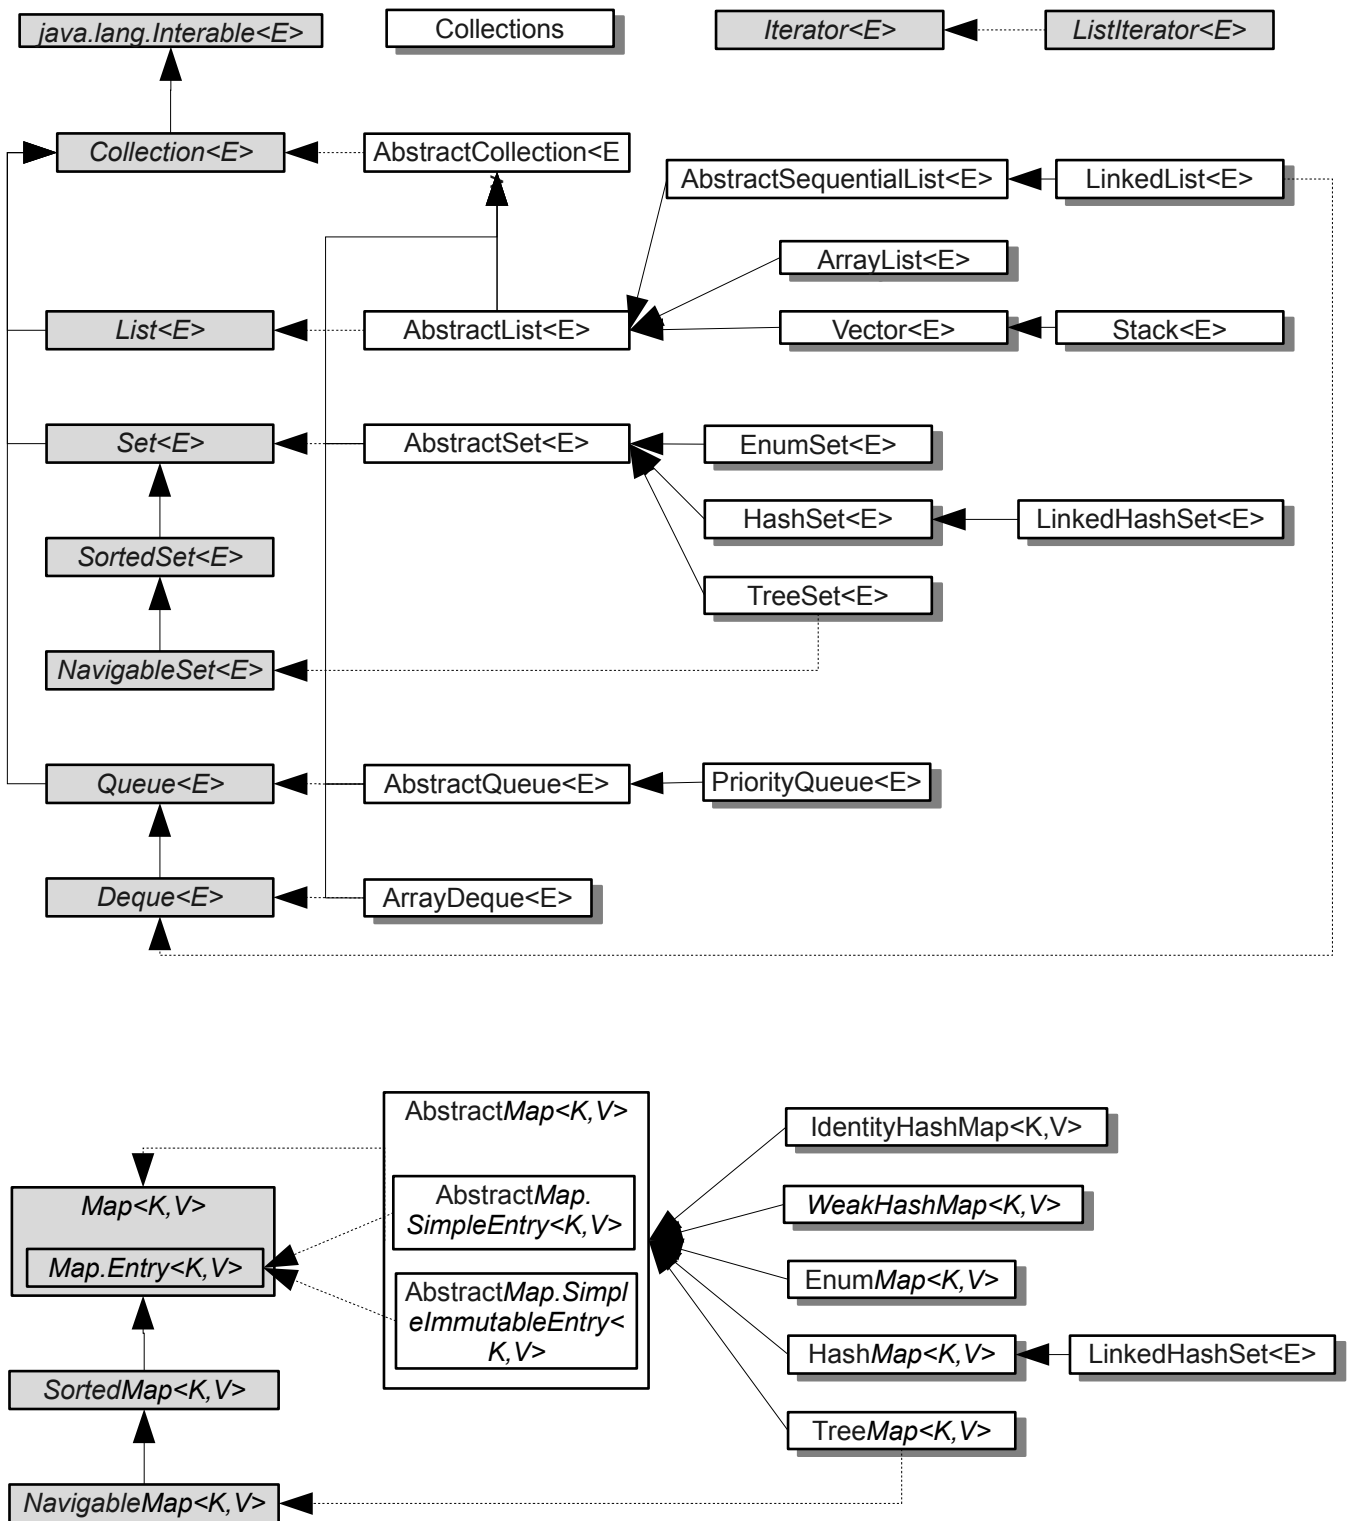 java.lang.Interable<E>
Collections
Iterator<E>
ListIterator<E>
Collection<E>
AbstractCollection<E
AbstractSequentialList<E>
LinkedList<E>
ArrayList<E>
List<E>
AbstractList<E>
Vector<E>
Stack<E>
Set<E>
AbstractSet<E>
EnumSet<E>
HashSet<E>
LinkedHashSet<E>
SortedSet<E>
TreeSet<E>
NavigableSet<E>
Queue<E>
AbstractQueue<E>
PriorityQueue<E>
Deque<E>
ArrayDeque<E>
AbstractMap<K,V>
IdentityHashMap<K,V>
Map<K,V>
AbstractMap.
SimpleEntry<K,V>
WeakHashMap<K,V>
Map.Entry<K,V>
AbstractMap.Simpl
eImmutableEntry<
K,V>
EnumMap<K,V>
HashMap<K,V>
LinkedHashSet<E>
SortedMap<K,V>
TreeMap<K,V>
NavigableMap<K,V>